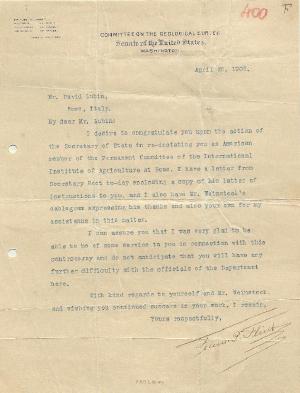 400
COMMITTEE ON THE GEOLOGICAL SURVEY
Senate of the United States,
WASHINGTON.
April 28, 1908.
Mr. David Lubin,
Rome, Italy.
My dear Mr. Lubin:
I desire to congratulate you upon the action of
the Secretary of State in re-designating you as American
member of the Permanent Committee of the International
Institute of Agriculture at Rome. I have a letter from
Secretary Root to-day enclosing a copy of his letter of
instructions to you, and I also have Mr. Weinstock's
cablegram expressing his thanks and also your own for my
assistance in this matter.
I can assure you that I was very glad to be
able to be of some service to you in connection with this
controversy and do not anticipate that you will have any
further difficulty with the officials of the Department
here.
With kind regards to yourself and Mr. Weinstock
and wishing you continued success in your work, I remain,
Yours respectfully,